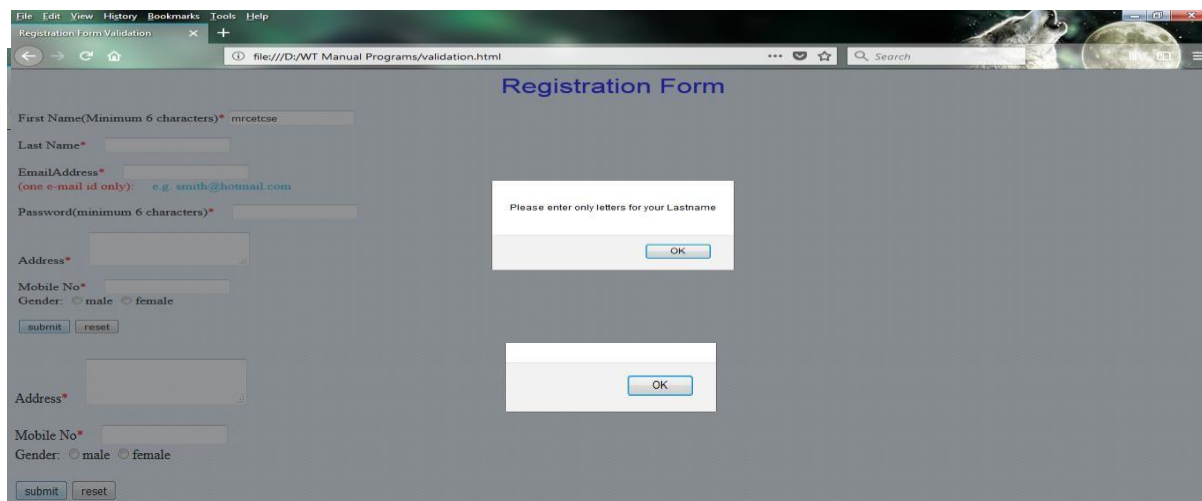 File Edit View History Bookmarks Tools Help
Registration Form Validation × +
file:///D:/WT Manual Programs/validation.html
Search
Registration Form
First Name(Minimum 6 characters)* mrcetcse
Last Name*
EmailAddress*
(one e-mail id only): e.g. smith@hotmail.com
Password(minimum 6 characters)*
Address*
Mobile No*
Gender: male female
submit reset
Please enter only letters for your Lastname
OK
OK
Address*
Mobile No*
Gender: male female
submit reset